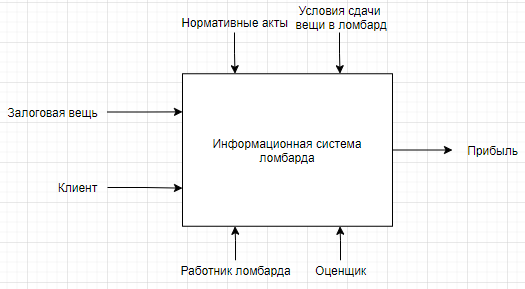 Нормативные акты
Условия сдачи
вещи в ломбард
Залоговая вещь
Информационная система
ломбарда
Прибыль
Клиент
Работник ломбарда
Оценщик